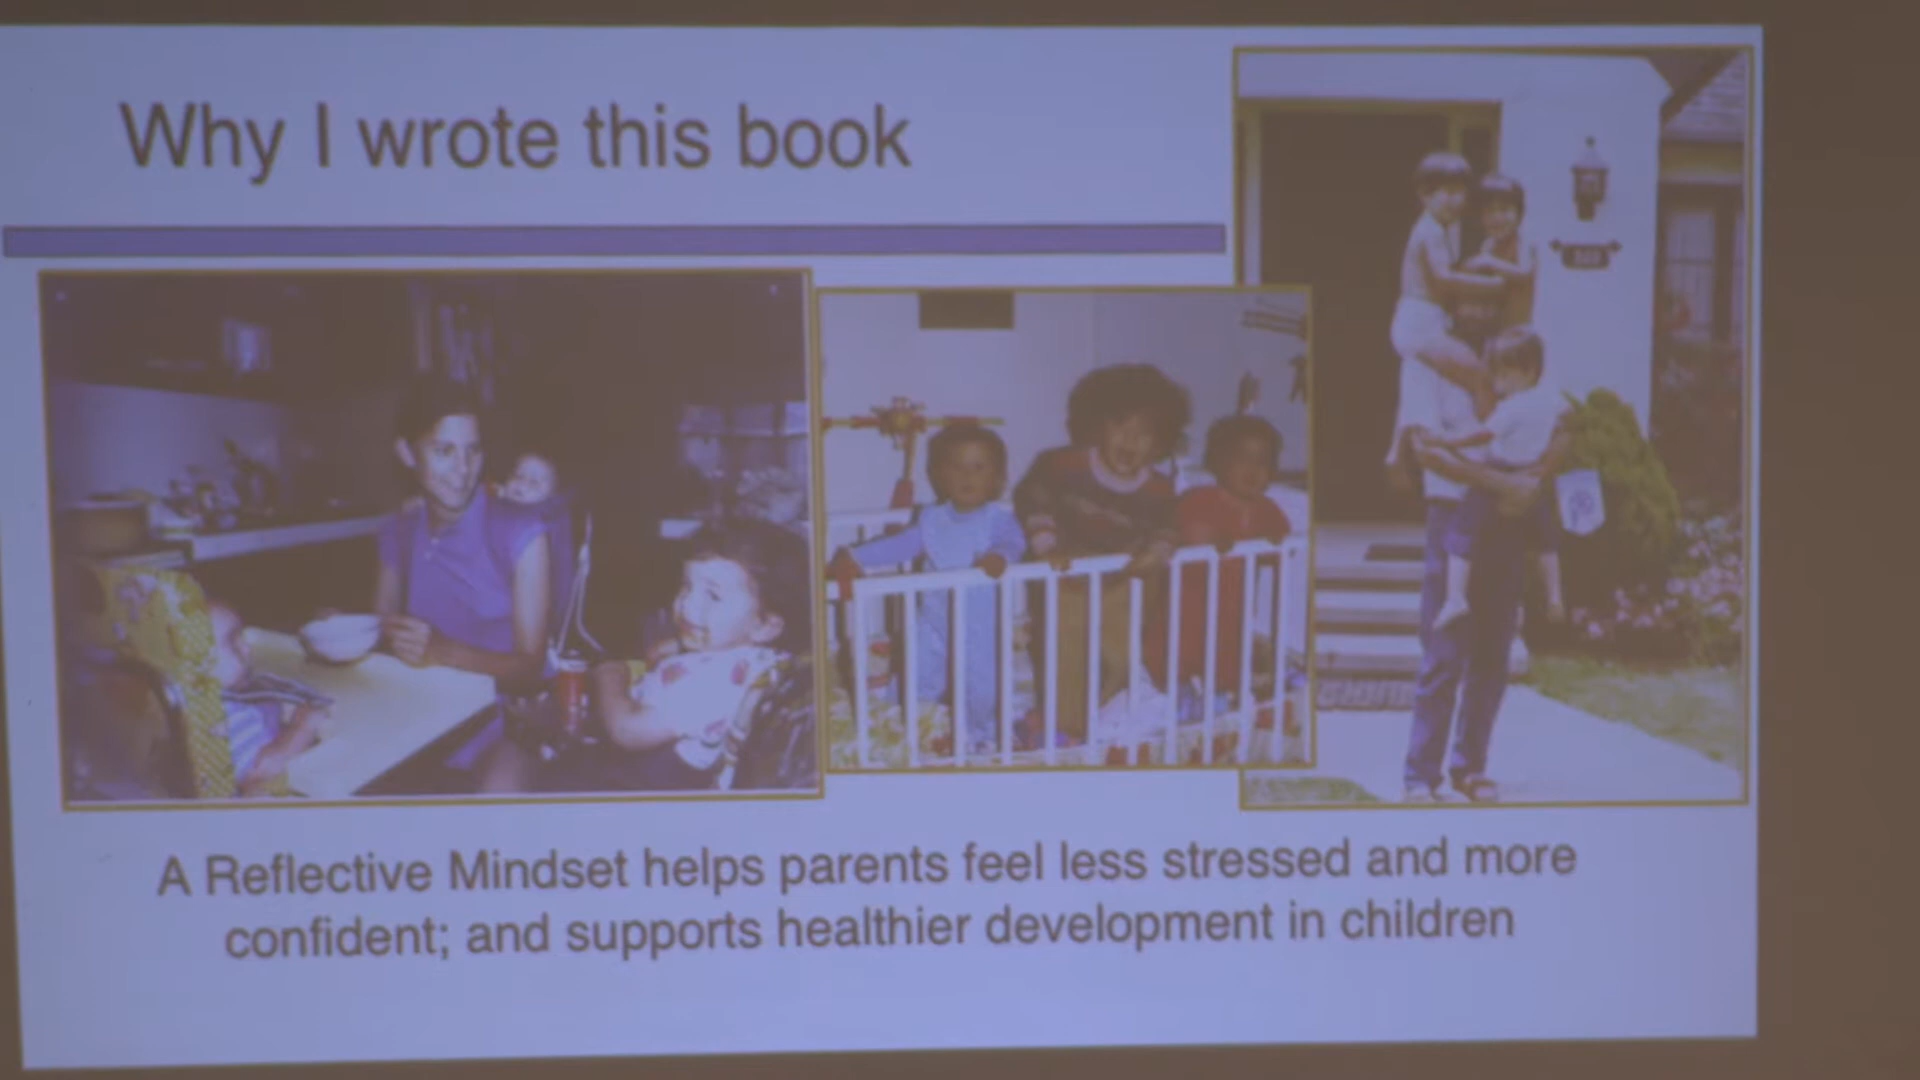 Why I wrote this book
A Reflective Mindset helps parents feel less stressed and more
confident; and supports healthier development in children